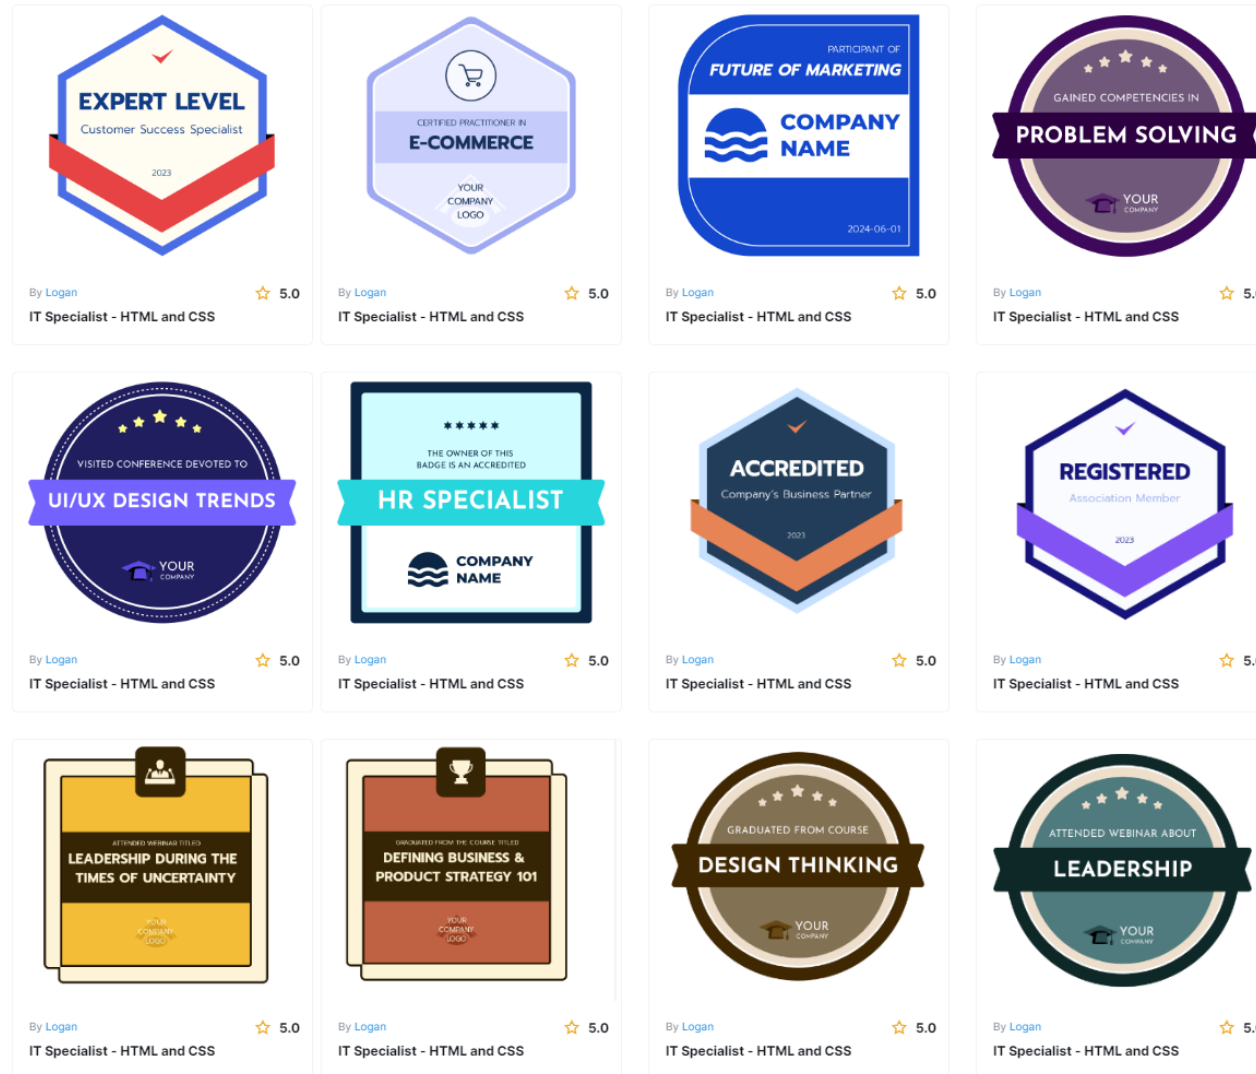 EXPERT LEVEL
Customer Success Specialist
2023
By Logan
5.0
IT Specialist - HTML and CSS
CERTIFIED PRACTITIONER IN
E-COMMERCE
YOUR
COMPANY
LOGO
By Logan
5.0
IT Specialist - HTML and CSS
PARTICIPANT OF
FUTURE OF MARKETING
COMPANY
NAME
2024-06-01
By Logan
5.0
IT Specialist - HTML and CSS
GAINED COMPETENCIES IN
PROBLEM SOLVING
YOUR
COMPANY
By Logan
5.
IT Specialist - HTML and CSS
VISITED CONFERENCE DEVOTED TO
UI/UX DESIGN TRENDS
YOUR
COMPANY
By Logan
5.0
IT Specialist - HTML and CSS
THE OWNER OF THIS
BADGE IS AN ACCREDITED
HR SPECIALIST
COMPANY
NAME
By Logan
5.0
IT Specialist - HTML and CSS
ACCREDITED
Company's Business Partner
2023
By Logan
5.0
IT Specialist - HTML and CSS
REGISTERED
Association Member
2023
By Logan
5.
IT Specialist - HTML and CSS
ATTENDED WEBINAR TITLED
LEADERSHIP DURING THE
TIMES OF UNCERTAINTY
YOUR
COMPANY
LOGO
By Logan
5.0
IT Specialist - HTML and CSS
GRADUATED FROM THE COURSE TITLED
DEFINING BUSINESS &
PRODUCT STRATEGY 101
YOUR
COMPANY
LOGO
By Logan
5.0
IT Specialist - HTML and CSS
GRADUATED FROM COURSE
DESIGN THINKING
YOUR
COMPANY
By Logan
5.0
IT Specialist - HTML and CSS
ATTENDED WEBINAR ABOUT
LEADERSHIP
YOUR
COMPANY
By Logan
5.
IT Specialist - HTML and CSS